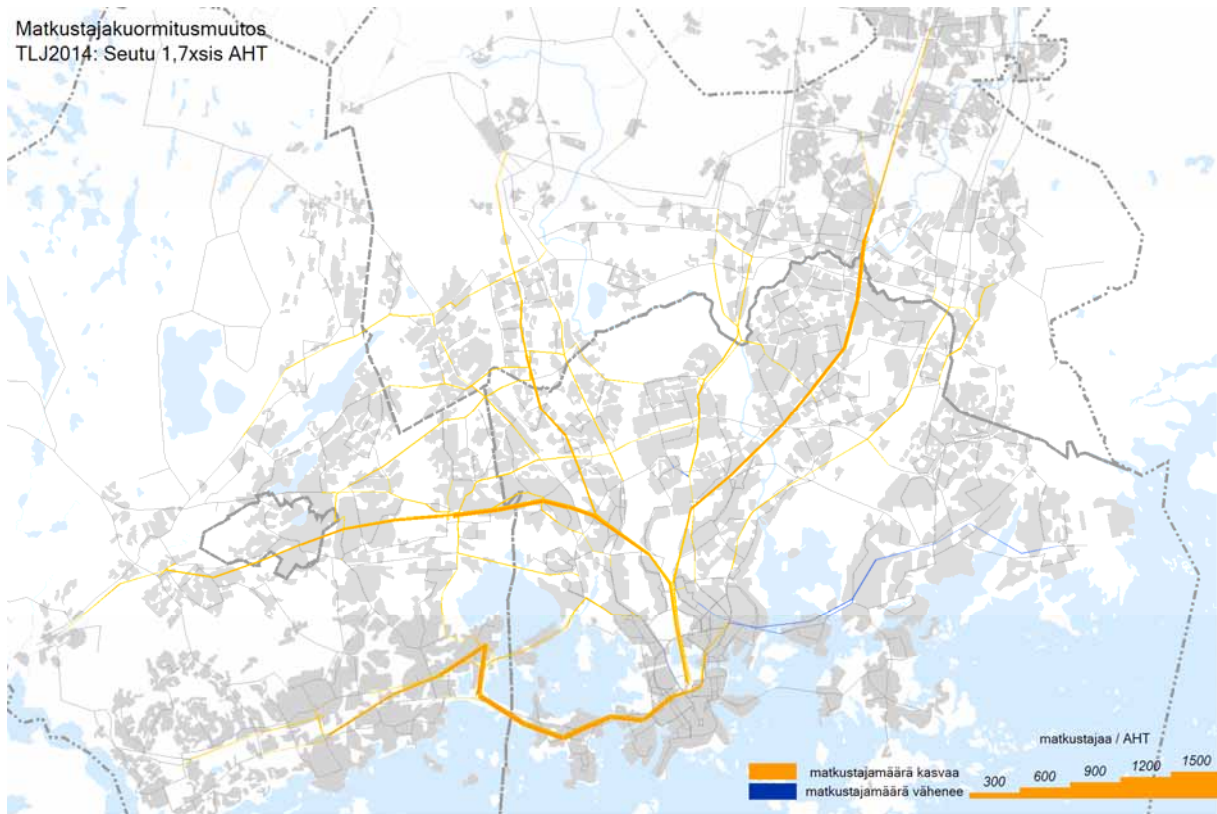 Matkustajakuormitusmuutos
TLJ2014: Seutu 1,7xsis AHT
matkustajaa / AHT
matkustajamäärä kasvaa
matkustajamäärä vähenee
300 600 900 1200 1500